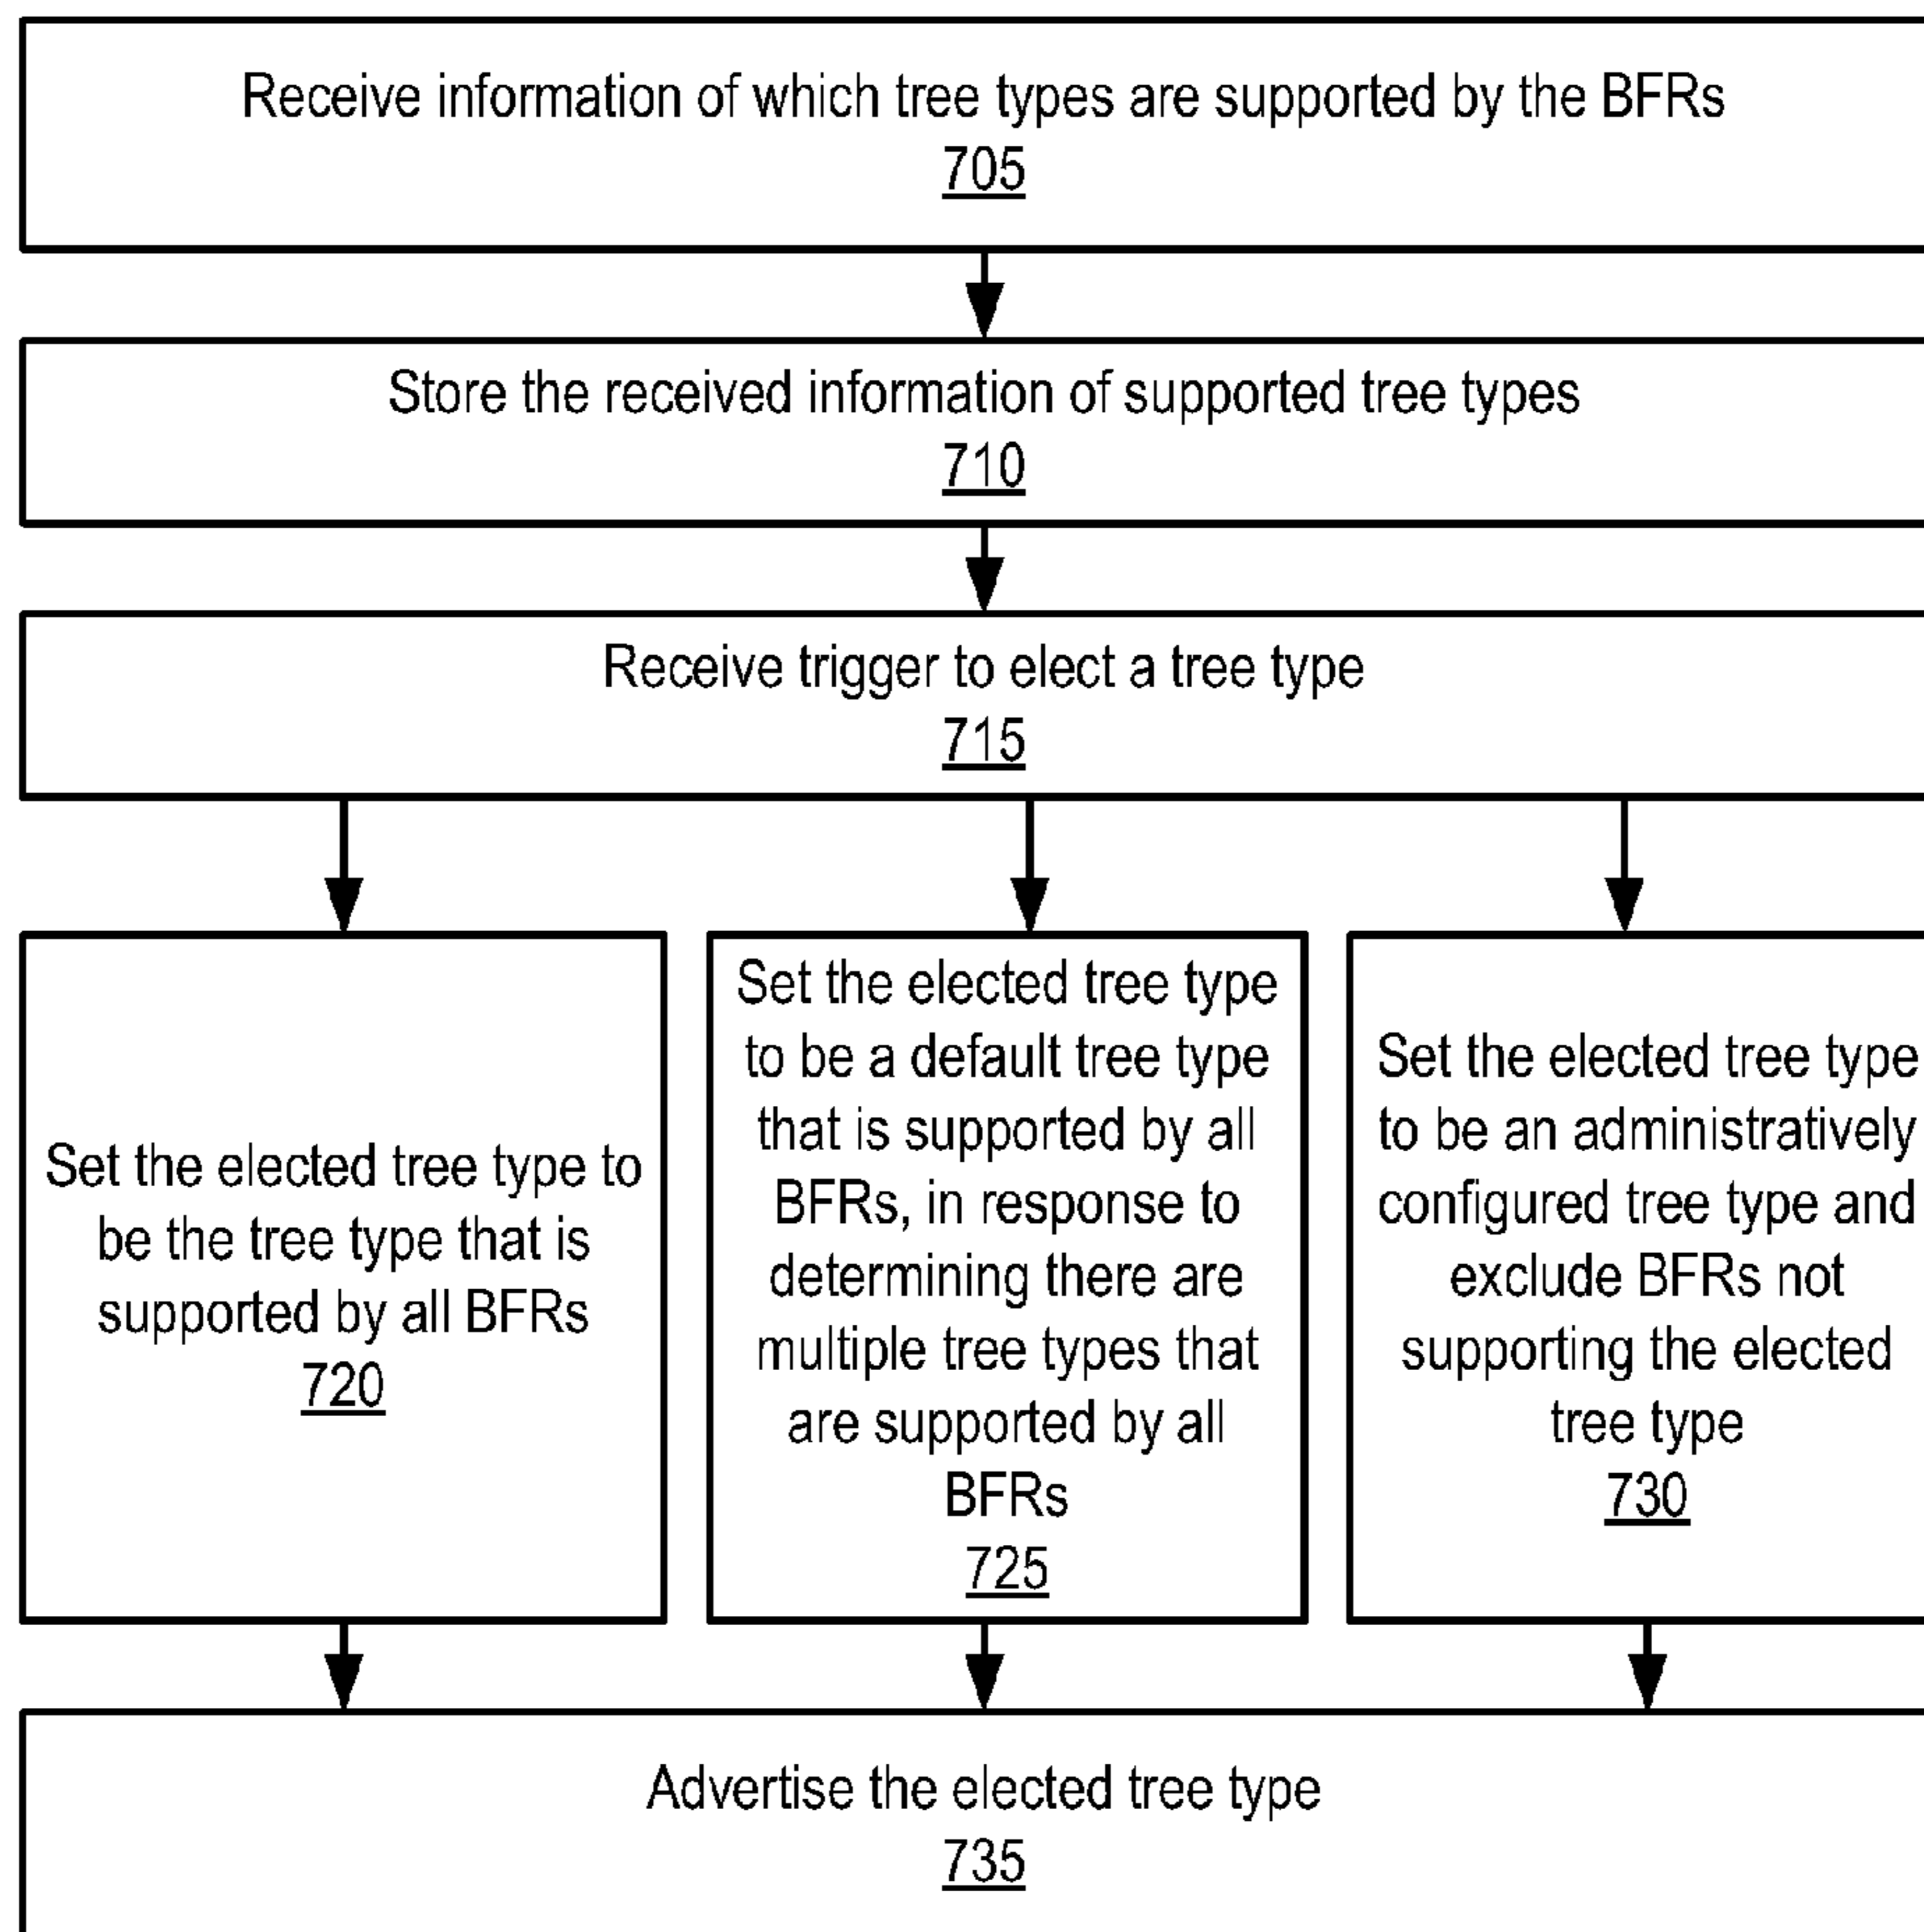 Receive information of which tree types are supported by the BFRs
705
Store the received information of supported tree types
710
Receive trigger to elect a tree type
715
Set the elected tree type to
be the tree type that is
supported by all BFRs
720
Set the elected tree type
to be a default tree type
that is supported by all
BFRs, in response to
determining there are
multiple tree types that
are supported by all
BFRs
725
Set the elected tree type
to be an administratively
configured tree type and
exclude BFRs not
supporting the elected
tree type
730
Advertise the elected tree type
735